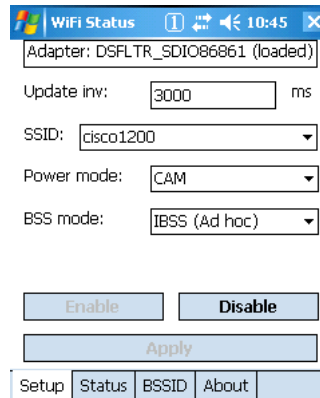 WiFi Status 1 10:45
Adapter: DSFLTR_SDIO86861 (loaded)
Update inv: 3000 ms
SSID: cisco1200
Power mode: CAM
BSS mode: IBSS (Ad hoc)
Enable Disable
Apply
Setup Status BSSID About